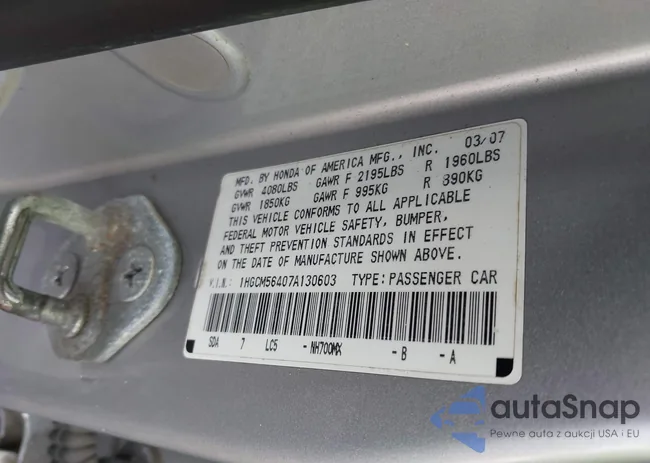 MFD. BY HONDA OF AMERICA MFG., INC. 03/07
GVWR 4080LBS GAWR F 2195LBS R 1960LBS
GVWR 1850KG GAWR F 995KG R 890KG
THIS VEHICLE CONFORMS TO ALL APPLICABLE
FEDERAL MOTOR VEHICLE SAFETY, BUMPER,
AND THEFT PREVENTION STANDARDS IN EFFECT
ON THE DATE OF MANUFACTURE SHOWN ABOVE.
V.I.N.: 1HGCM56407A130603 TYPE: PASSENGER CAR
SDA 7 LC5 -NH700MX -B -A
autaSnap
Pewne auta z aukcji USA i EU